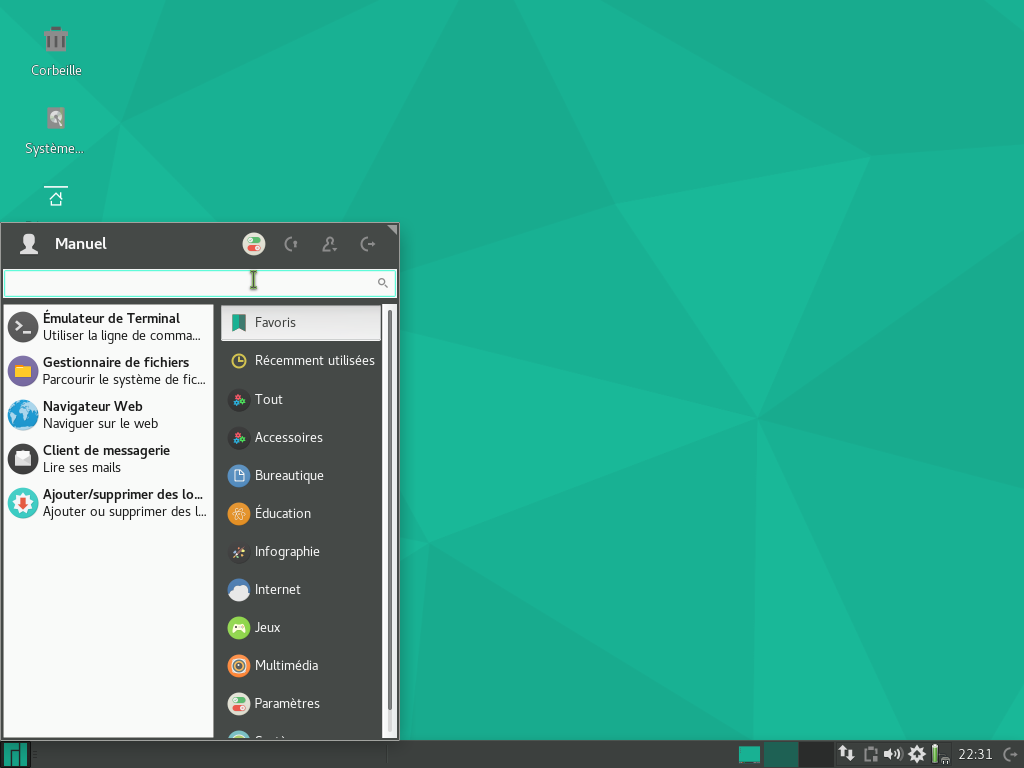 Corbeille
Système...
Manuel
Émulateur de Terminal
Utiliser la ligne de comma...
Gestionnaire de fichiers
Parcourir le système de fic...
Navigateur Web
Naviguer sur le web
Client de messagerie
Lire ses mails
Ajouter/supprimer des lo...
Ajouter ou supprimer des l...
Favoris
Récemment utilisées
Tout
Accessoires
Bureautique
Éducation
Infographie
Internet
Jeux
Multimédia
Paramètres
22:31